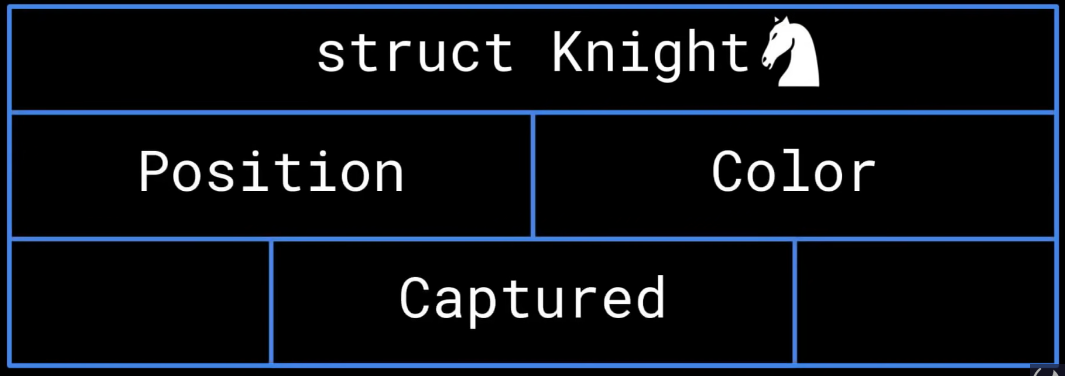 struct Knight
Position
Color
Captured